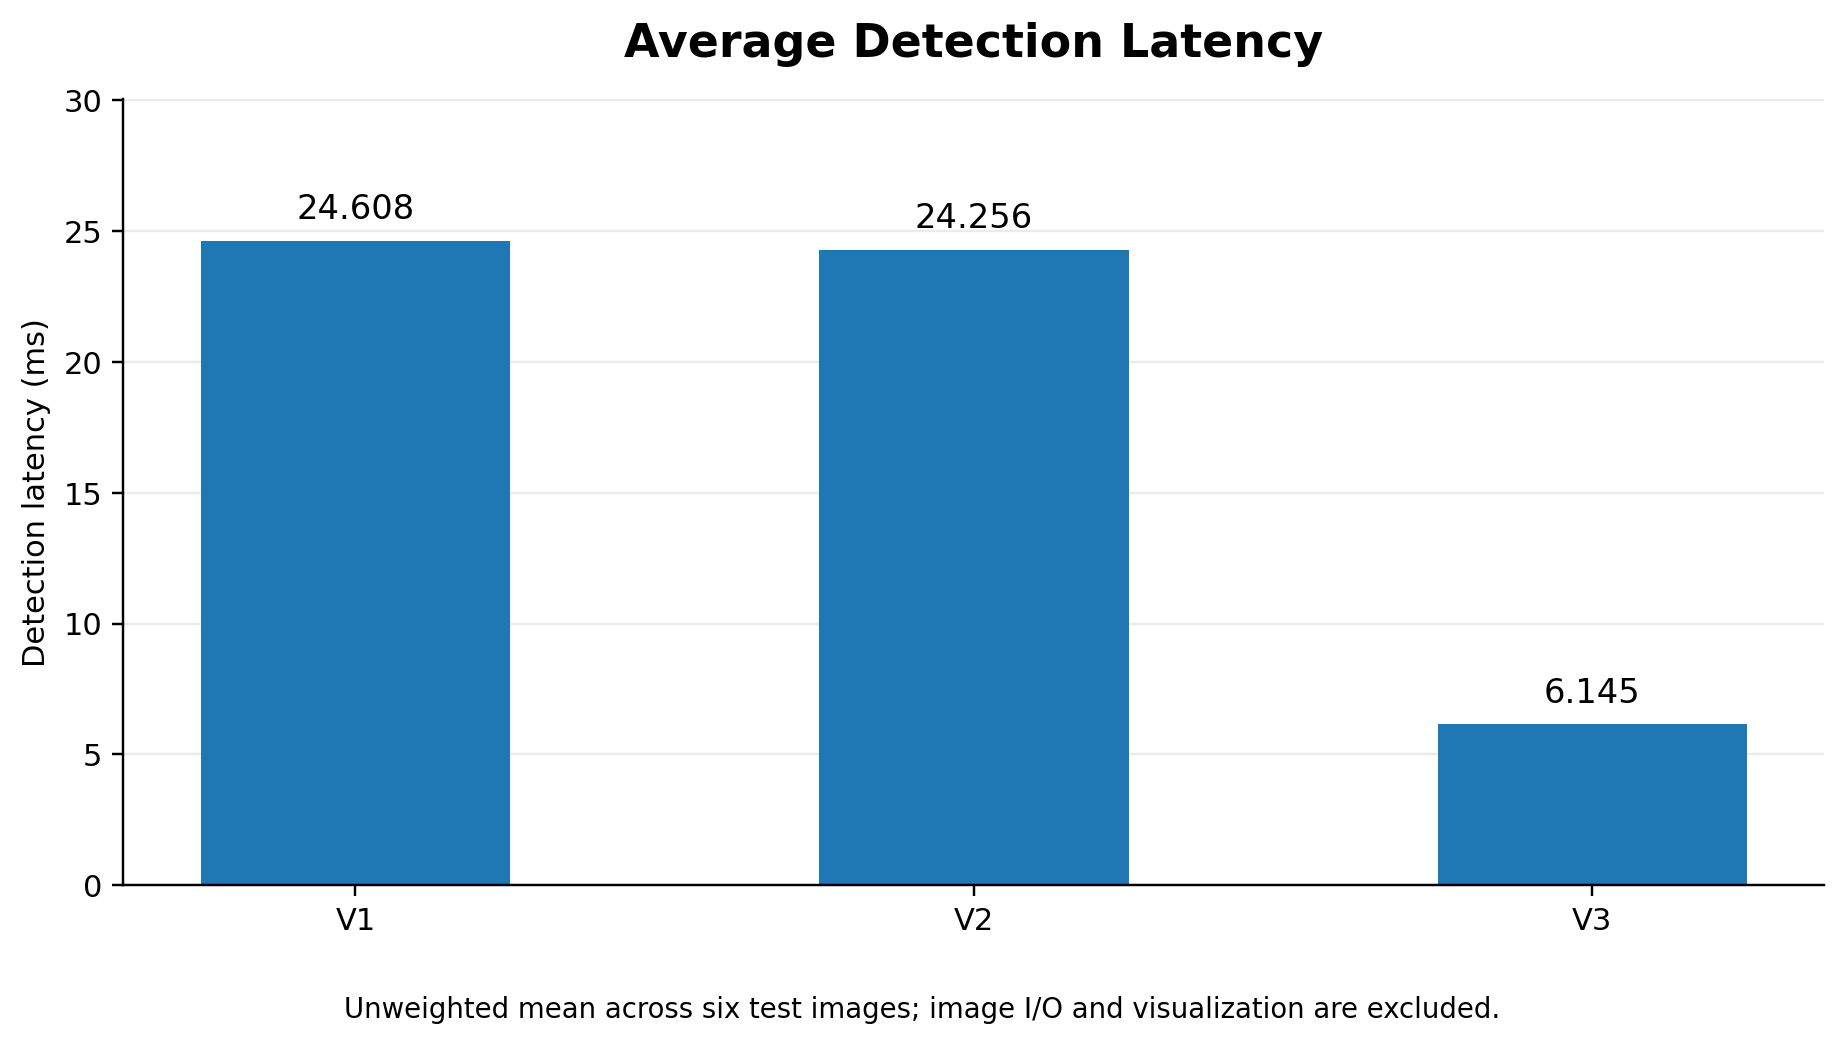 Average Detection Latency
30
25
20
15
10
5
0
Detection latency (ms)
24.608
24.256
6.145
V1
V2
V3
Unweighted mean across six test images; image I/O and visualization are excluded.